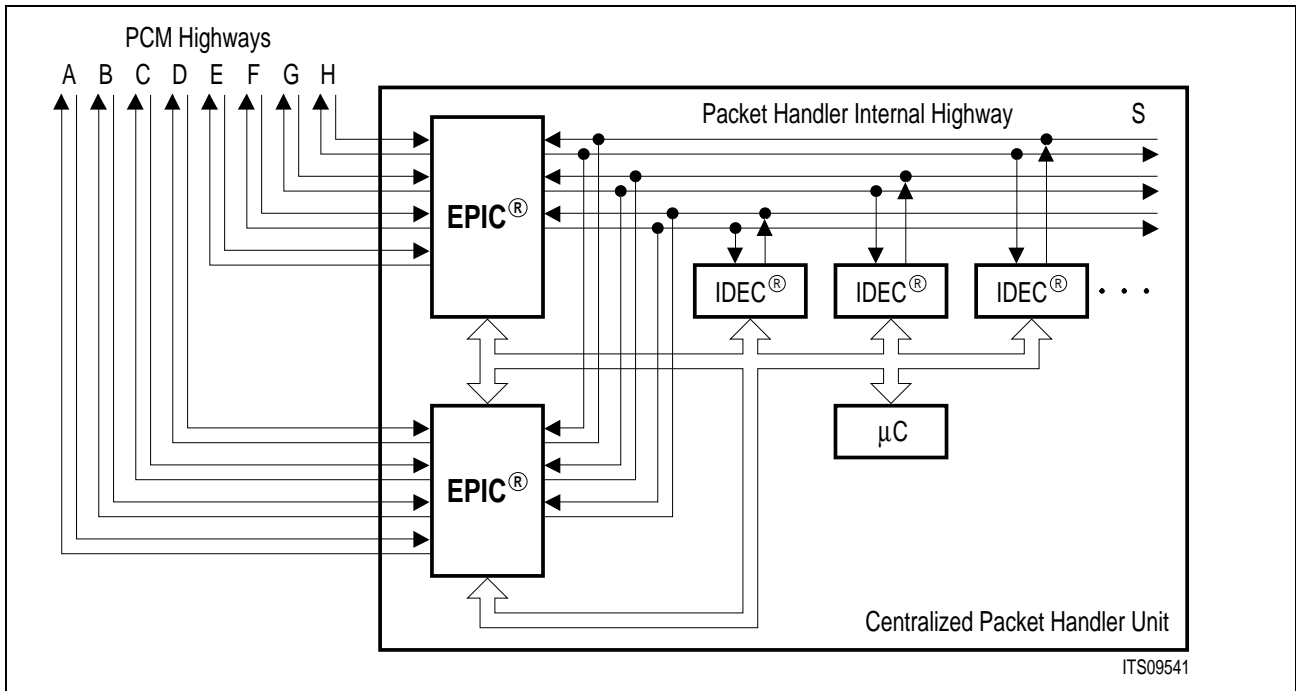 PCM Highways
A B C D E F G H
Packet Handler Internal Highway S
EPIC®
IDEC® IDEC® IDEC® . . .
EPIC®
µC
Centralized Packet Handler Unit
ITS09541